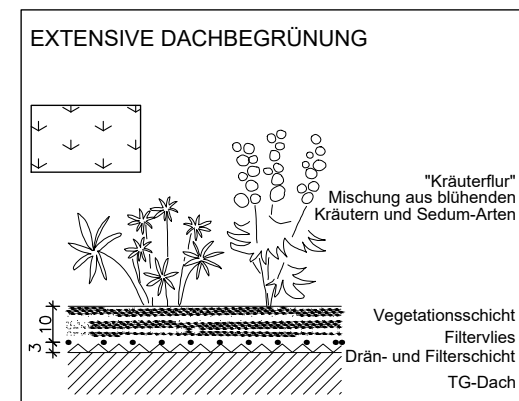 EXTENSIVE DACHBEGRÜNUNG
"Kräuterflur"
Mischung aus blühenden
Kräutern und Sedum-Arten
10
Vegetationsschicht
Filtervlies
3
Drän- und Filterschicht
TG-Dach